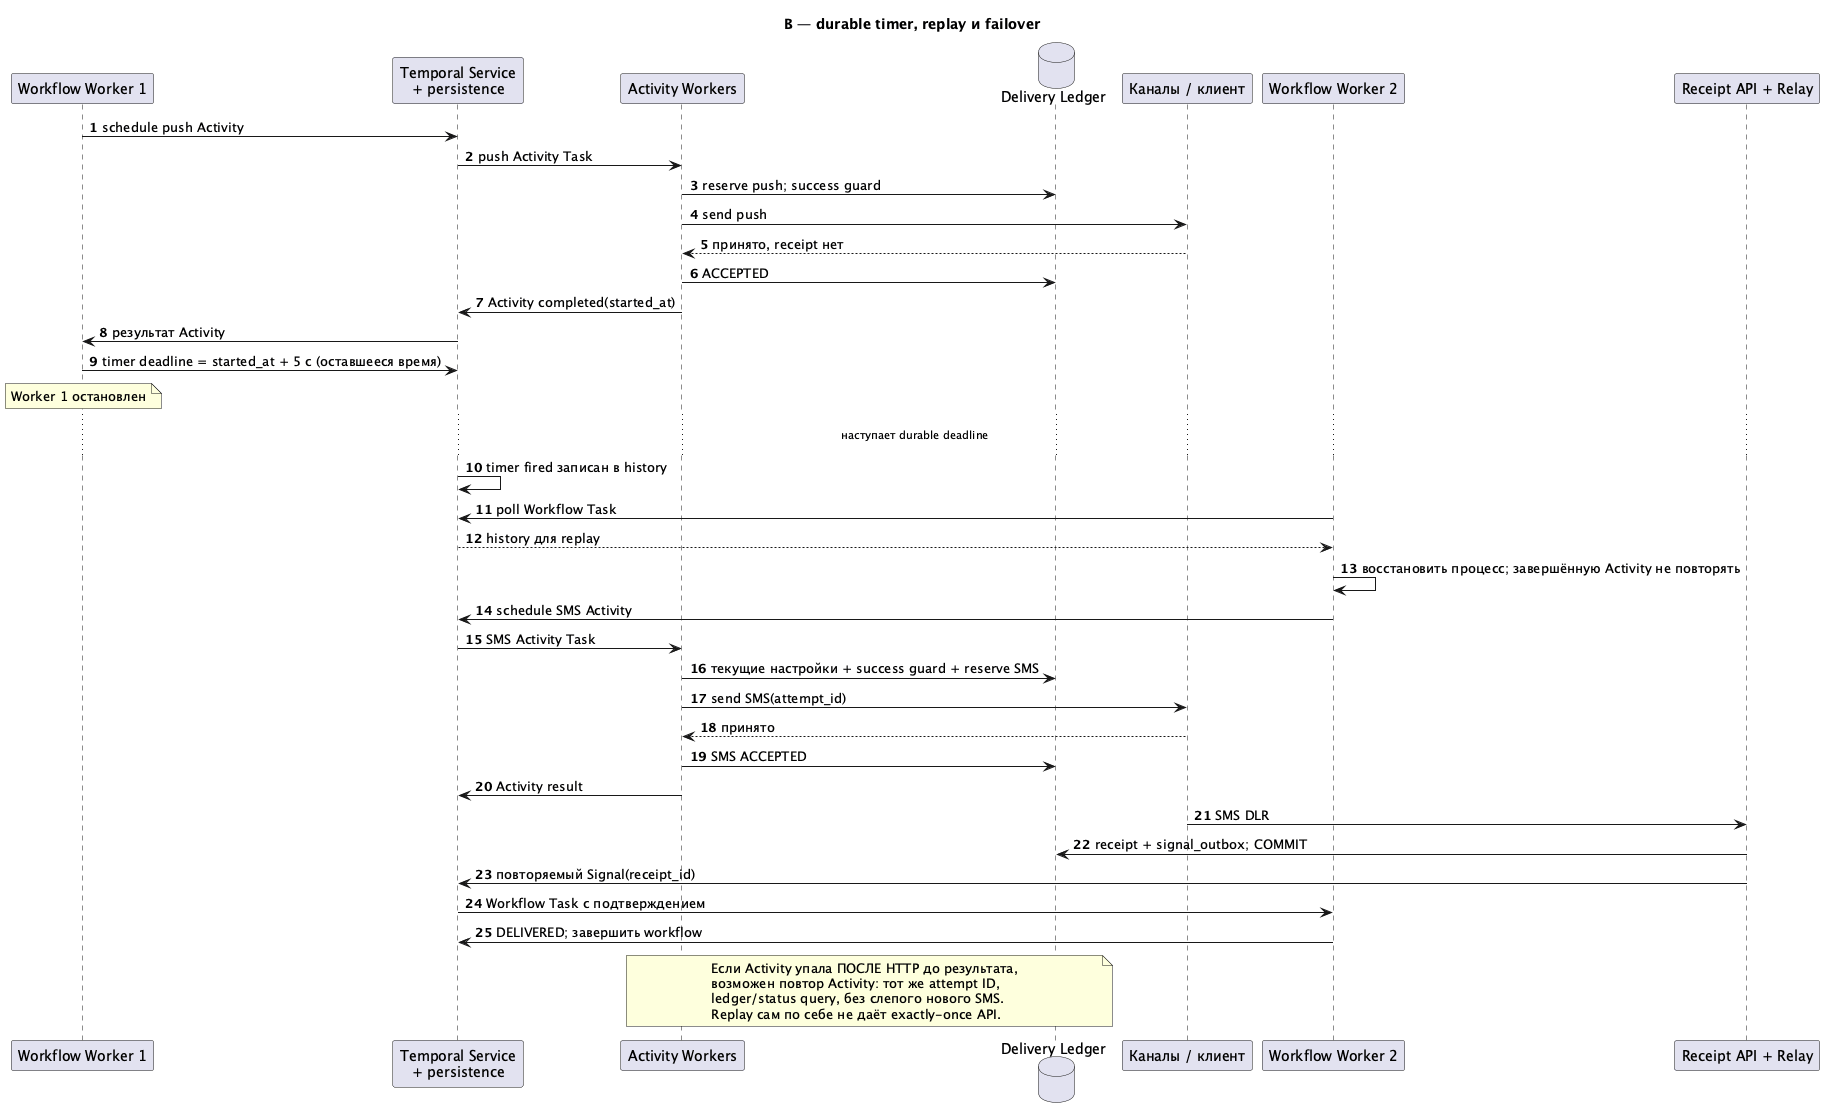 B — durable timer, replay и failover
Workflow Worker 1
Temporal Service
+ persistence
Activity Workers
Delivery Ledger
Каналы / клиент
Workflow Worker 2
Receipt API + Relay
1 schedule push Activity
2 push Activity Task
3 reserve push; success guard
4 send push
5 принято, receipt нет
6 ACCEPTED
7 Activity completed(started_at)
8 результат Activity
9 timer deadline = started_at + 5 с (оставшееся время)
Worker 1 остановлен
наступает durable deadline
10 timer fired записан в history
11 poll Workflow Task
12 history для replay
13 восстановить процесс; завершённую Activity не повторять
14 schedule SMS Activity
15 SMS Activity Task
16 текущие настройки + success guard + reserve SMS
17 send SMS(attempt_id)
18 принято
19 SMS ACCEPTED
20 Activity result
21 SMS DLR
22 receipt + signal_outbox; COMMIT
23 повторяемый Signal(receipt_id)
24 Workflow Task с подтверждением
25 DELIVERED; завершить workflow
Если Activity упала ПОСЛЕ HTTP до результата,
возможен повтор Activity: тот же attempt ID,
ledger/status query, без слепого нового SMS.
Replay сам по себе не даёт exactly-once API.
Workflow Worker 1
Temporal Service
+ persistence
Activity Workers
Delivery Ledger
Каналы / клиент
Workflow Worker 2
Receipt API + Relay